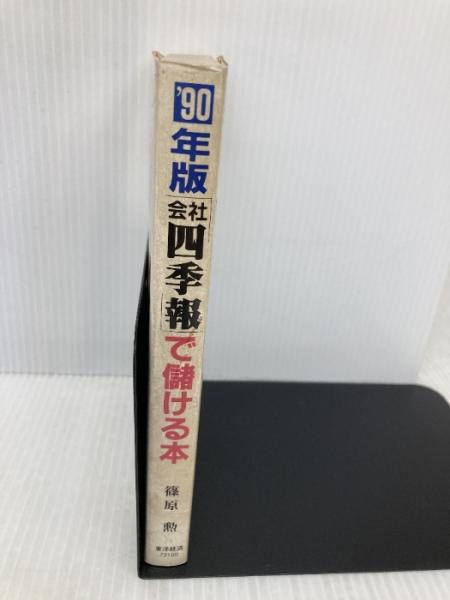 '90
年版
会社
四季報
で儲ける本
篠原 勲
東洋経済